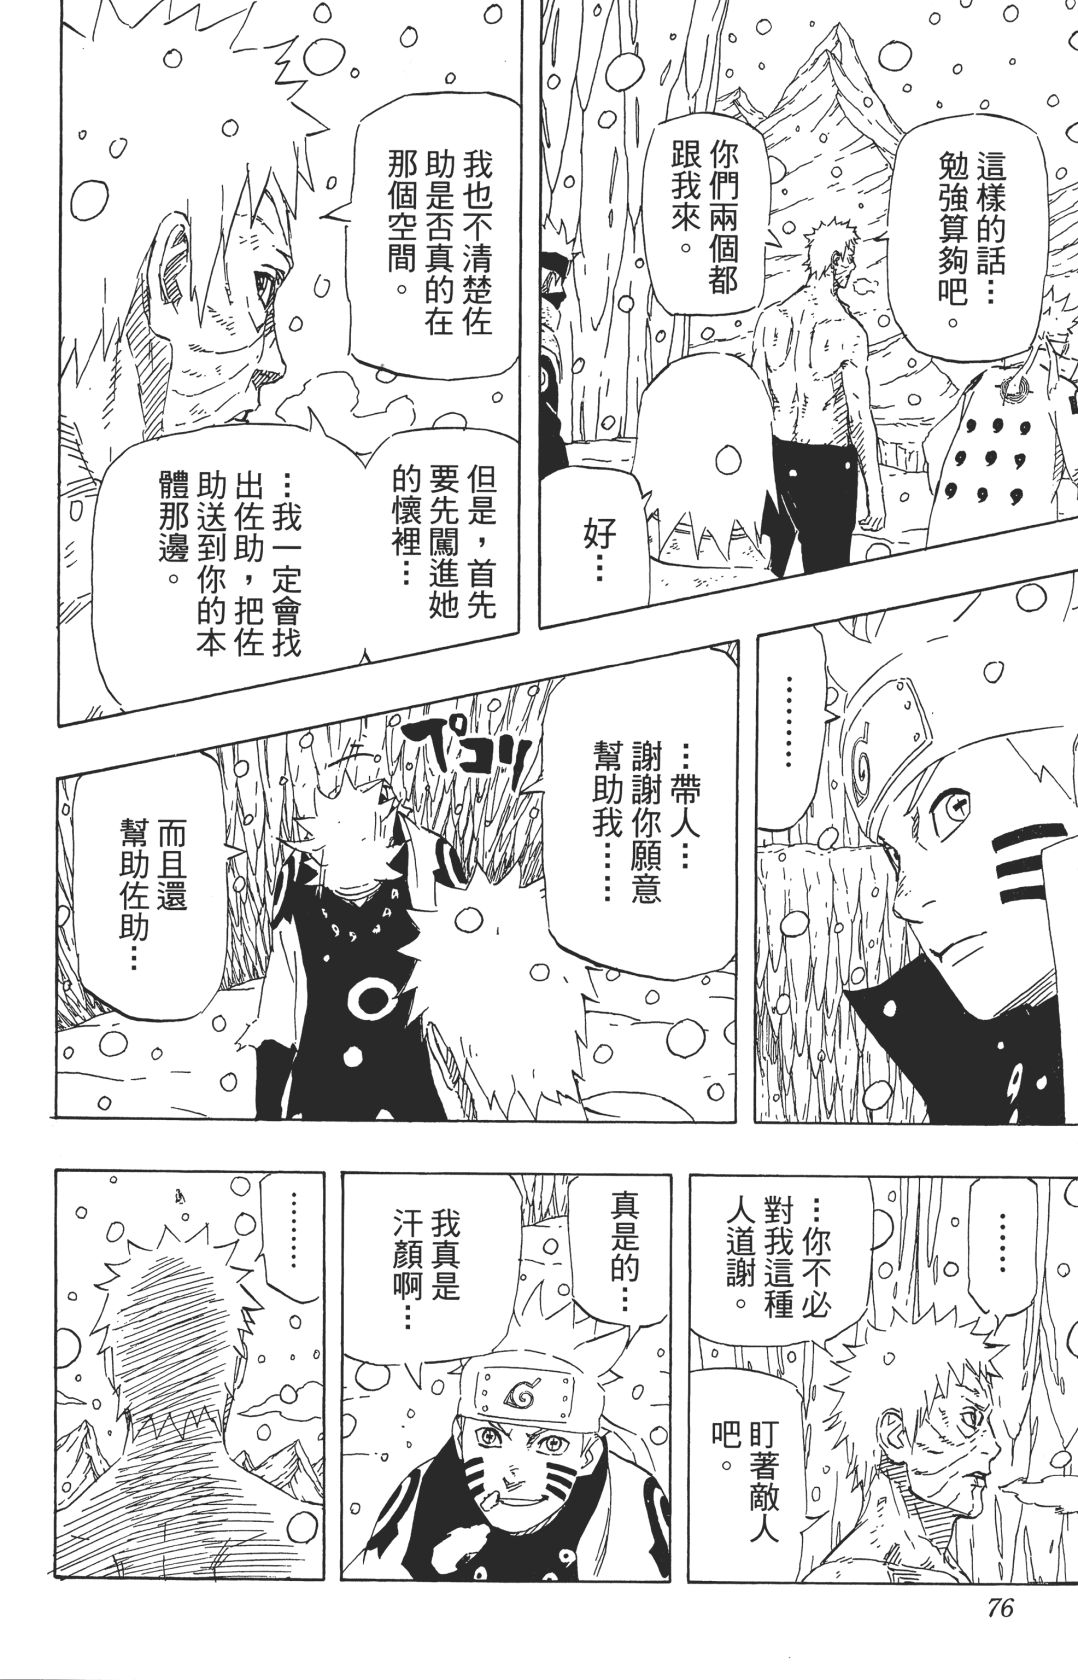 這樣的話…
勉強算夠吧。
你們兩個都
跟我來。
好…
我也不清楚佐
助是否真的在
那個空間。
但是，首先
要先闖進她
的懷裡…
…我一定會找
出佐助，把佐
助送到你的本
體那邊。
………
…帶人…
謝謝你願意
幫助我……
ペコリッ
而且還
幫助佐助…
……
…你不必
對我這種
人道謝。
盯著敵人
吧。
真是的…
我真是
汗顏啊…
………
76